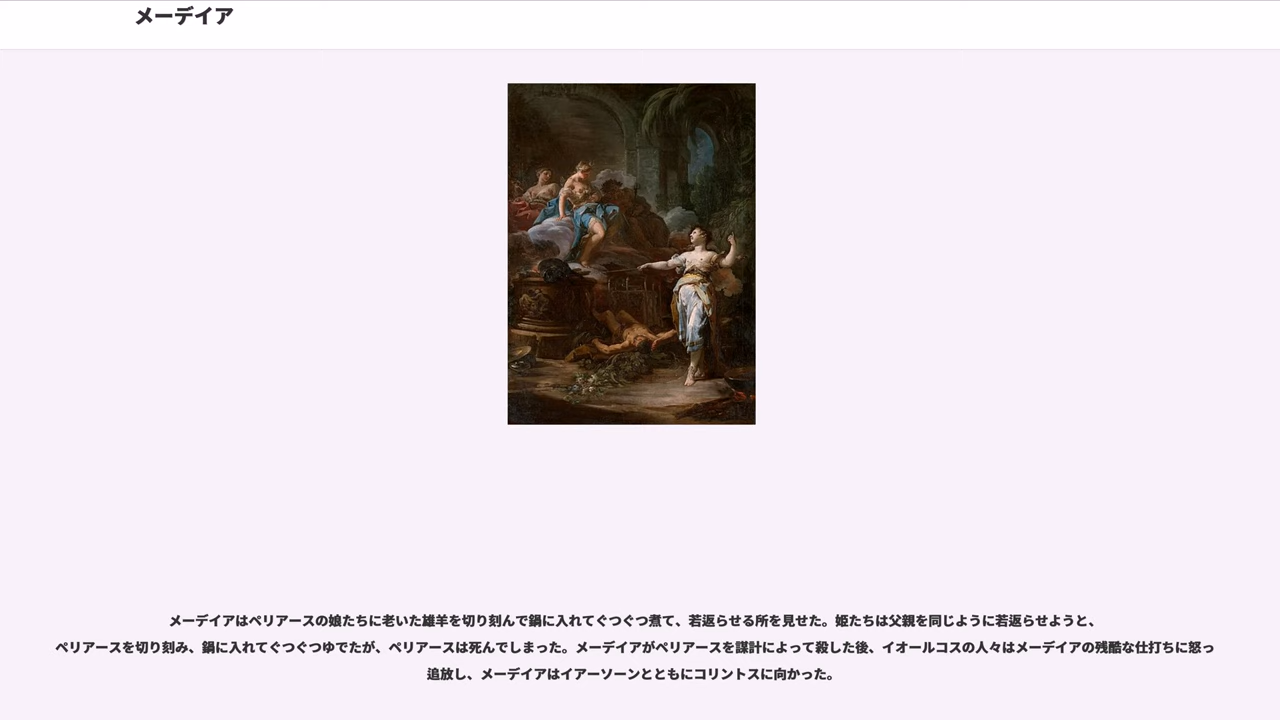 メーデイア
メーデイアはペリアースの娘たちに老いた雄羊を切り刻んで鍋に入れてぐつぐつ煮て、若返らせる所を見せた。姫たちは父親を同じように若返らせようと、
ペリアースを切り刻み、鍋に入れてぐつぐつゆでたが、ペリアースは死んでしまった。メーデイアがペリアースを謀計によって殺した後、イオールコスの人々はメーデイアの残酷な仕打ちに怒っ
追放し、メーデイアはイアーソーンとともにコリントスに向かった。